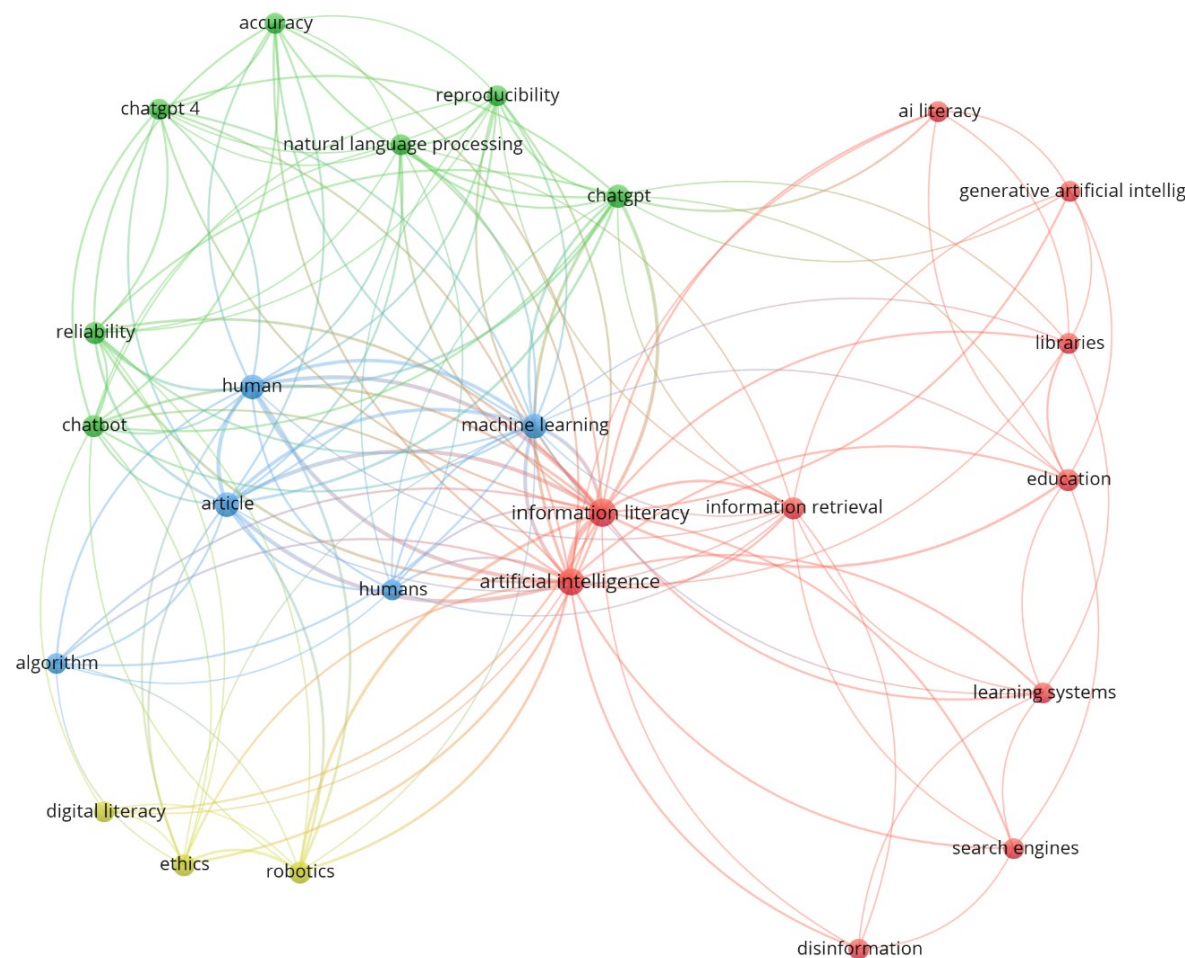 accuracy
reproducibility
chatgpt 4
ai literacy
natural language processing
generative artificial intellig
chatgpt
reliability
libraries
human
chatbot
machine learning
education
article
information literacy
information retrieval
artificial intelligence
humans
algorithm
learning systems
digital literacy
search engines
ethics
robotics
disinformation